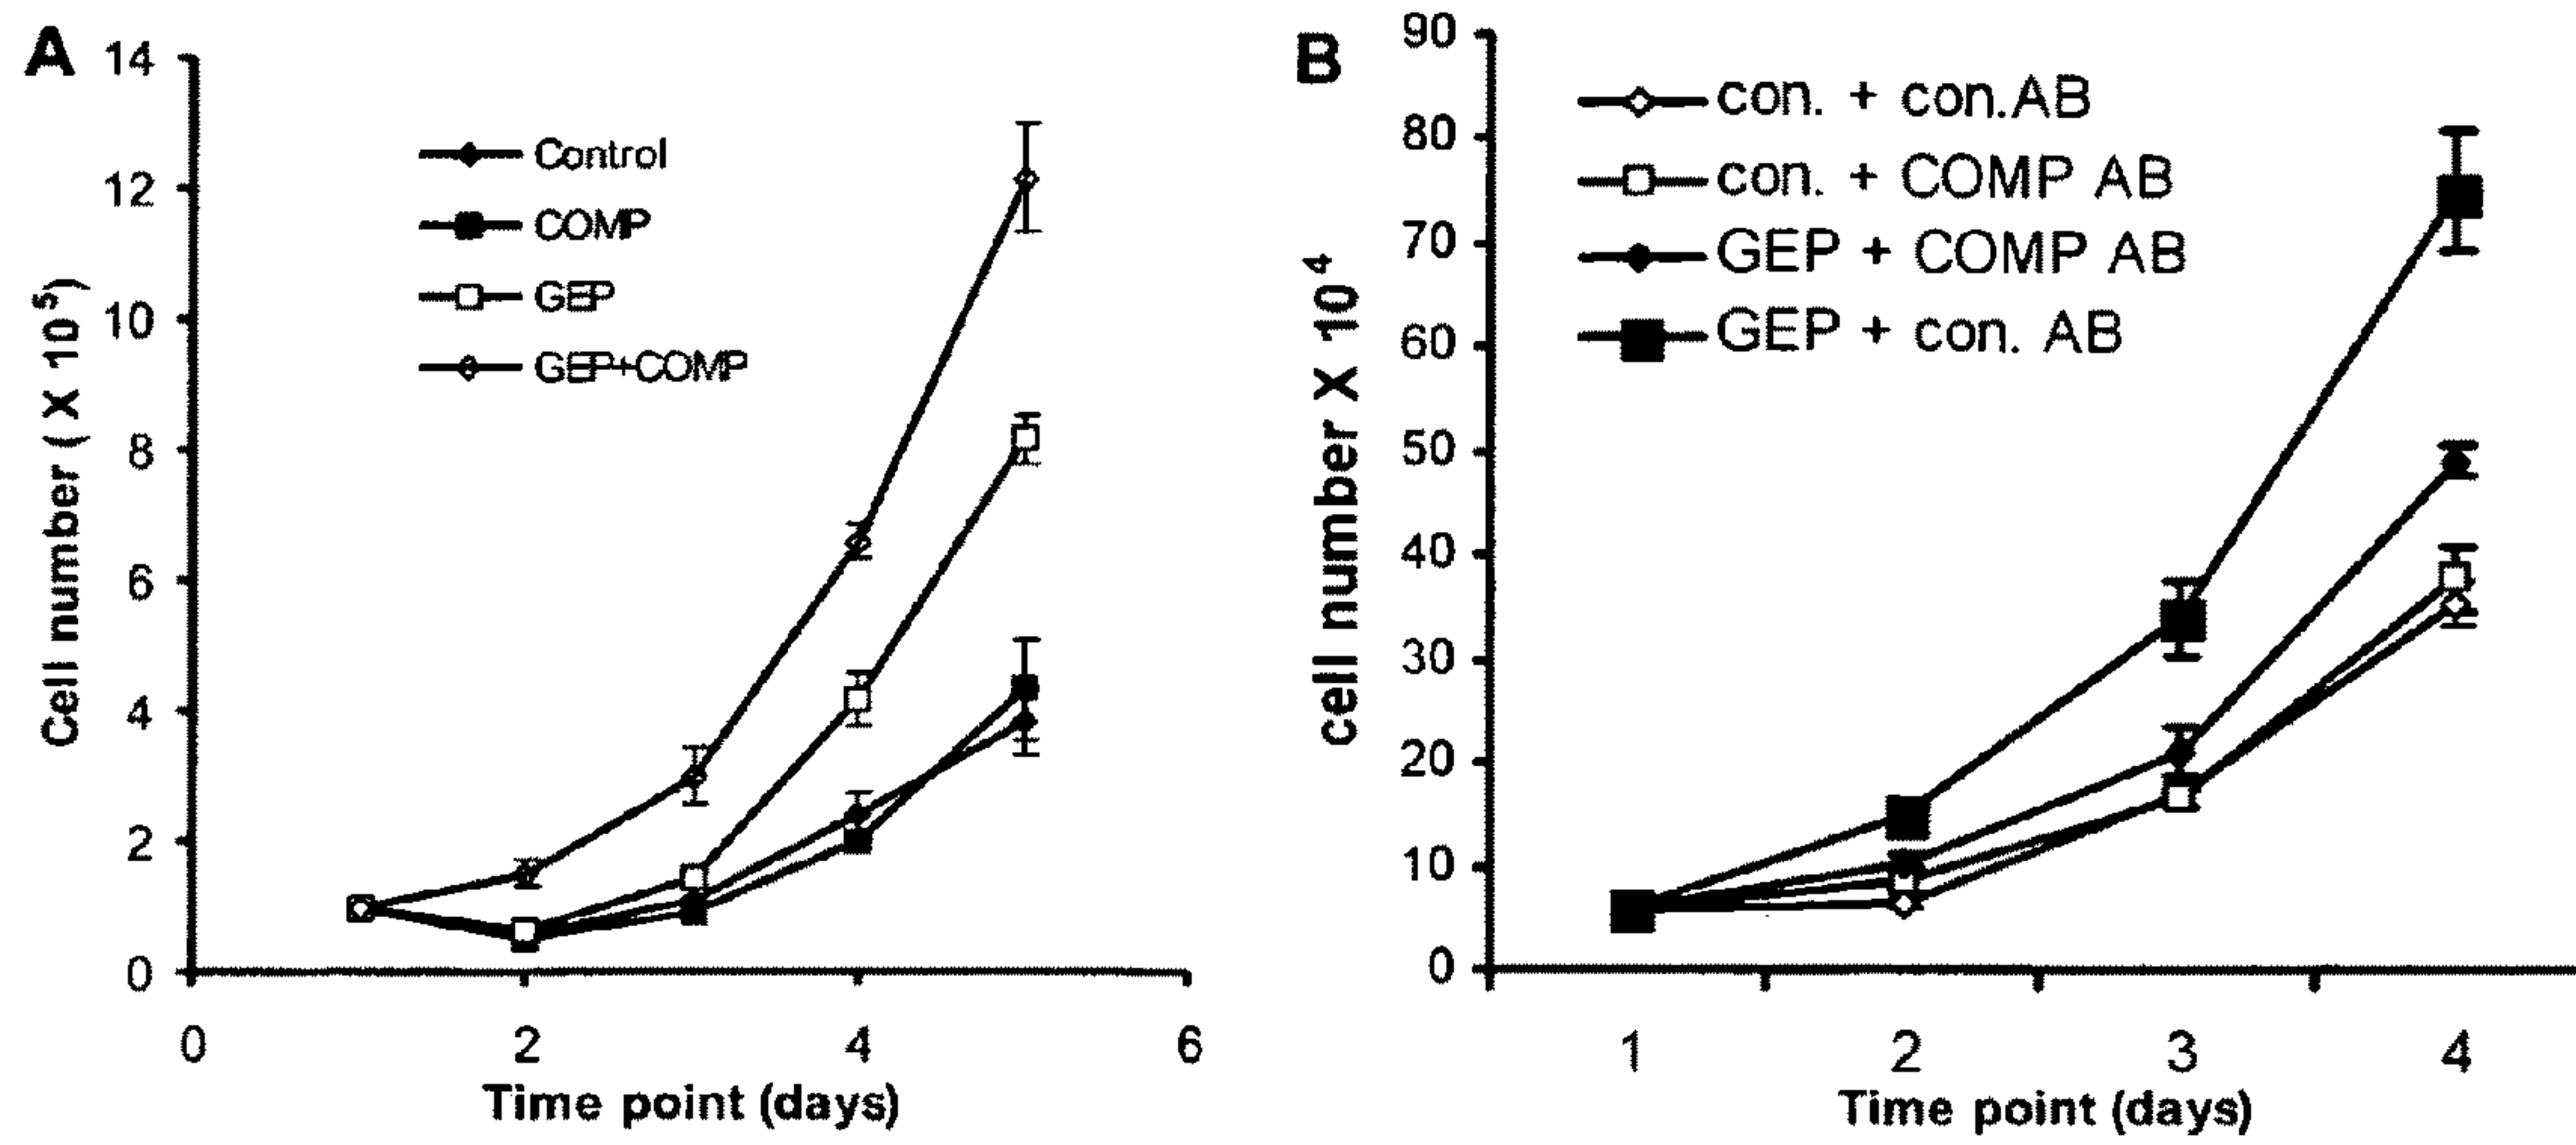 A
14
12
10
8
6
4
2
0
Cell number ( X 10⁵)
Control
COMP
GEP
GEP+COMP
0 2 4 6
Time point (days)
B
90
80
70
60
50
40
30
20
10
0
cell number X 10⁴
con. + con.AB
con. + COMP AB
GEP + COMP AB
GEP + con. AB
1 2 3 4
Time point (days)